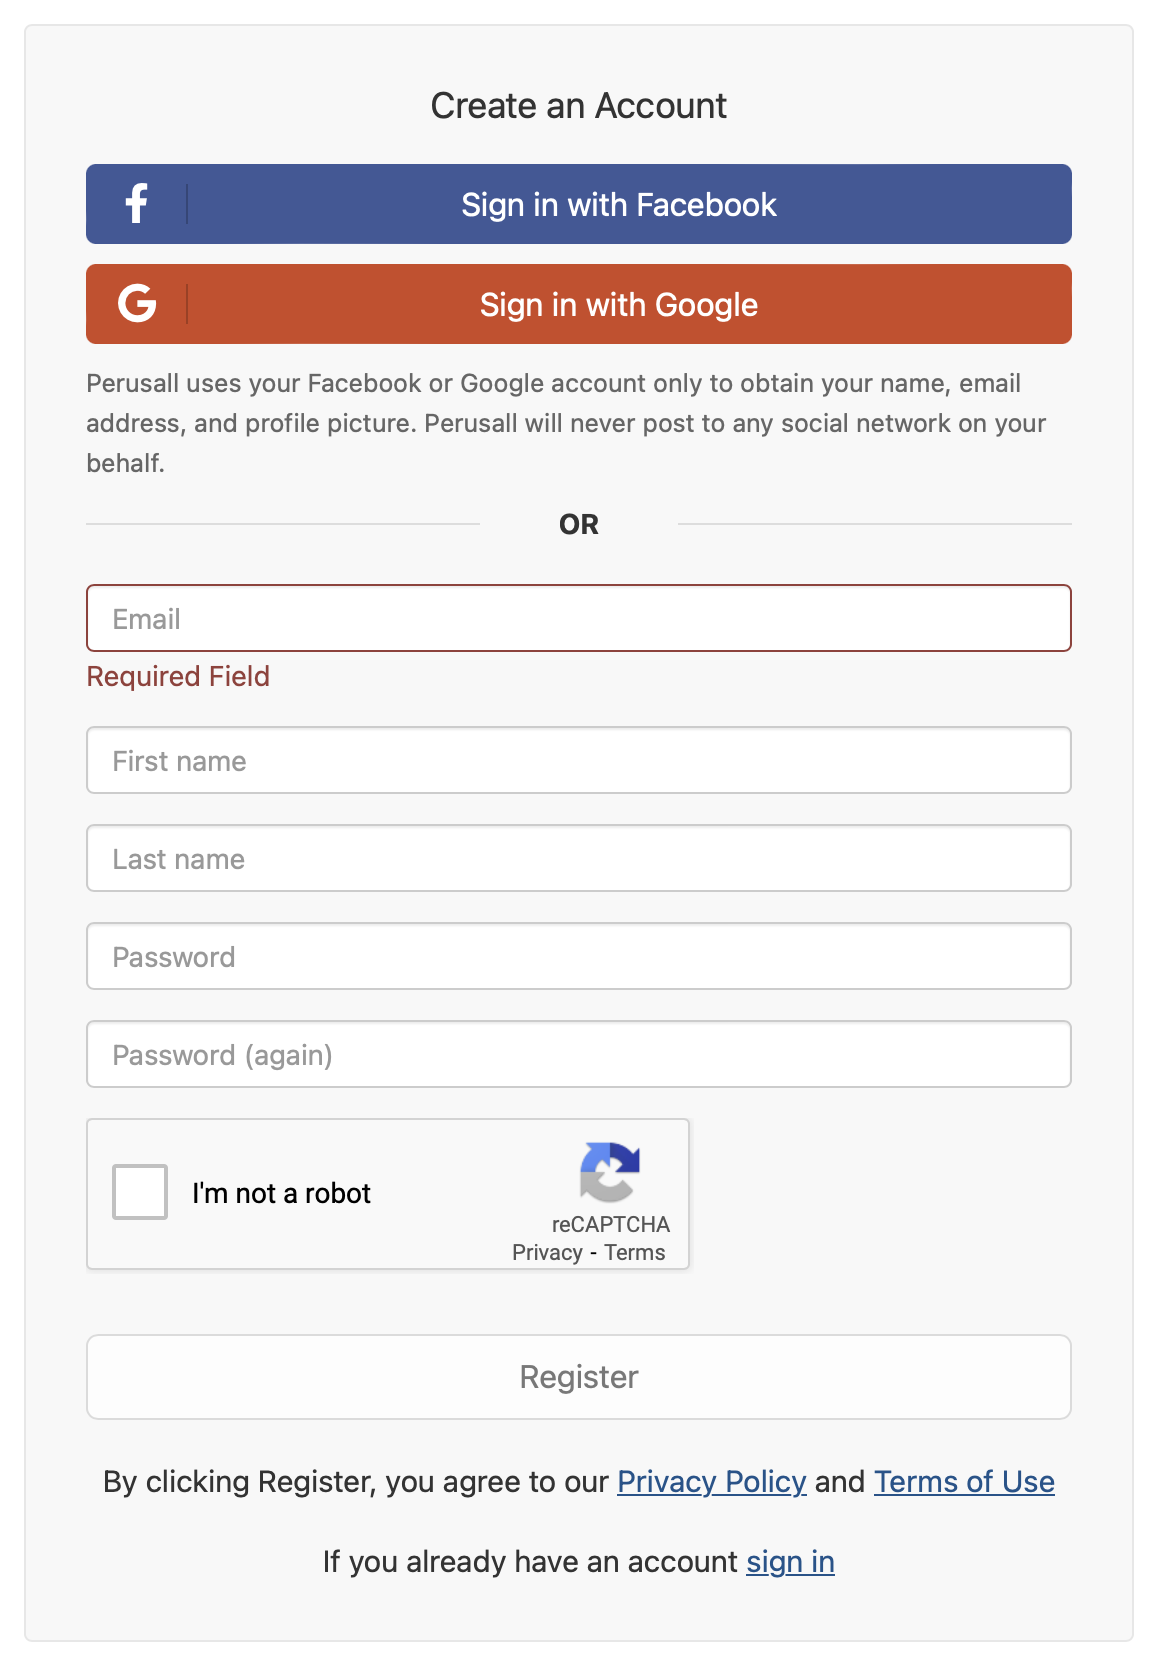 Create an Account
Sign in with Facebook
Sign in with Google
Perusall uses your Facebook or Google account only to obtain your name, email
address, and profile picture. Perusall will never post to any social network on your
behalf.
OR
Email
Required Field
First name
Last name
Password
Password (again)
I'm not a robot
reCAPTCHA
Privacy - Terms
Register
By clicking Register, you agree to our Privacy Policy and Terms of Use
If you already have an account sign in